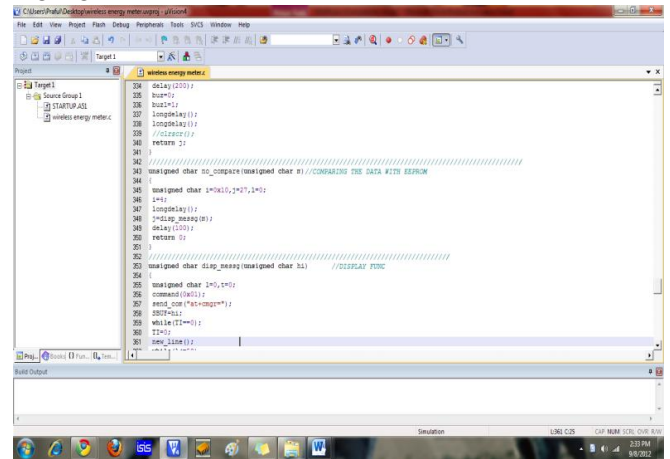 C:\Users\Praful\Desktop\wireless energy meter.uvproj - µVision4
File Edit View Project Flash Debug Peripherals Tools SVCS Window Help
Target 1
Project
wireless energy meter.c
Target 1
Source Group 1
STARTUP.A51
wireless energy meter.c
334 delay(200);
335 buz=0;
336 buz1=1;
337 longdelay();
338 longdelay();
339 //clrscr();
340 return j;
341 }
342 ////////////////////////////////////////////////////////////////////////////////
343 unsigned char no_compare(unsigned char m)//COMPARING THE DATA WITH EEPROM
344 {
345 unsigned char i=0x10,j=27,l=0;
346 i=4;
347 longdelay();
348 j=disp_messg(m);
349 delay(100);
350 return 0;
351 }
352 ////////////////////////////////////////////////////////////////
353 unsigned char disp_messg(unsigned char hi) //DISPLAY FUNC
354 {
355 unsigned char l=0,t=0;
356 command(0x01);
357 send_com("at+cmgr=");
358 SBUF=hi;
359 while(TI==0);
360 TI=0;
361 new_line();
Proj... Books {} Fun... Tem...
Build Output
Simulation L:361 C:25 CAP NUM SCRL OVR R/W
isis W
2:33 PM
9/8/2012